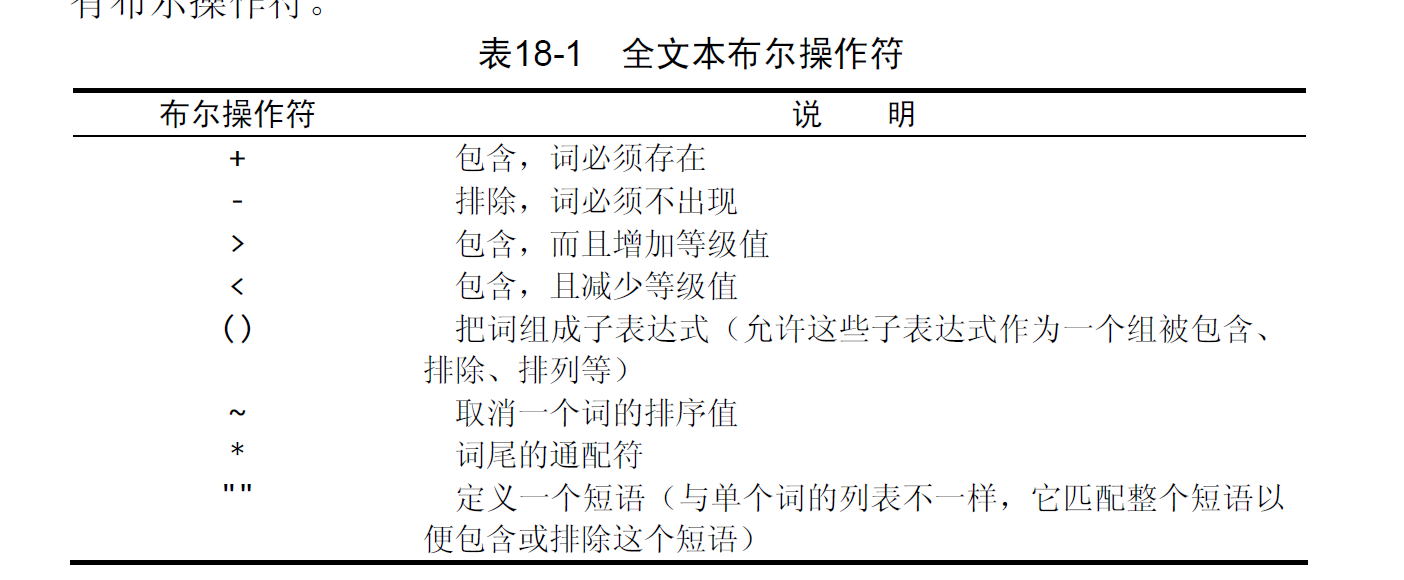 有布尔操作符。
表18-1 全文本布尔操作符
布尔操作符 说 明
+ 包含，词必须存在
- 排除，词必须不出现
> 包含，而且增加等级值
< 包含，且减少等级值
() 把词组成子表达式（允许这些子表达式作为一个组被包含、
排除、排列等）
~ 取消一个词的排序值
* 词尾的通配符
"" 定义一个短语（与单个词的列表不一样，它匹配整个短语以
便包含或排除这个短语）